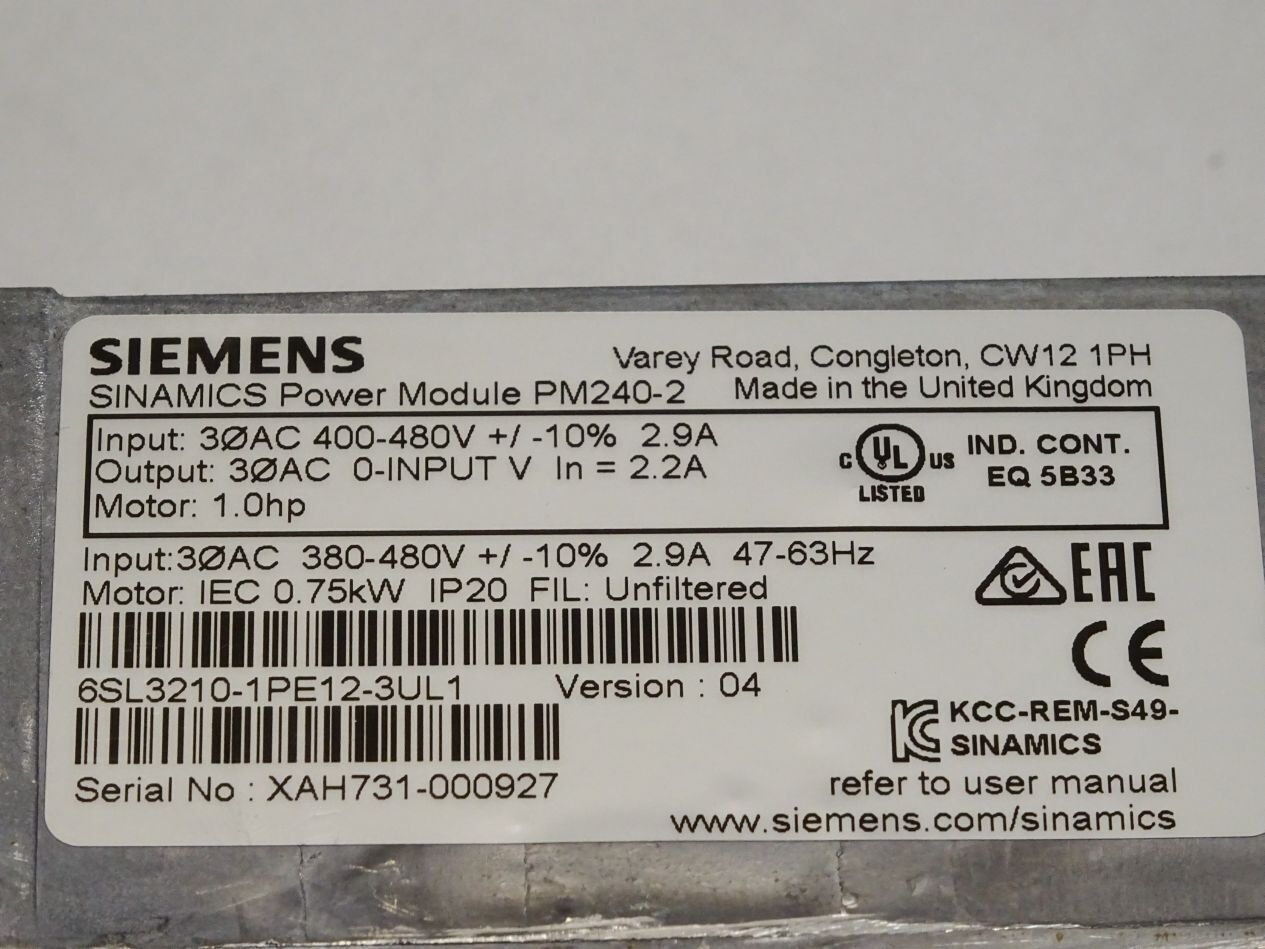 SIEMENS
Varey Road, Congleton, CW12 1PH
SINAMICS Power Module PM240-2
Made in the United Kingdom
Input: 3ØAC 400-480V +/ -10% 2.9A
Output: 3ØAC 0-INPUT V In = 2.2A
Motor: 1.0hp
C UL US
LISTED
IND. CONT.
EQ 5B33
Input:3ØAC 380-480V +/ -10% 2.9A 47-63Hz
Motor: IEC 0.75kW IP20 FIL: Unfiltered
EAC
CE
6SL3210-1PE12-3UL1 Version : 04
KC KCC-REM-S49-
SINAMICS
Serial No : XAH731-000927
refer to user manual
www.siemens.com/sinamics